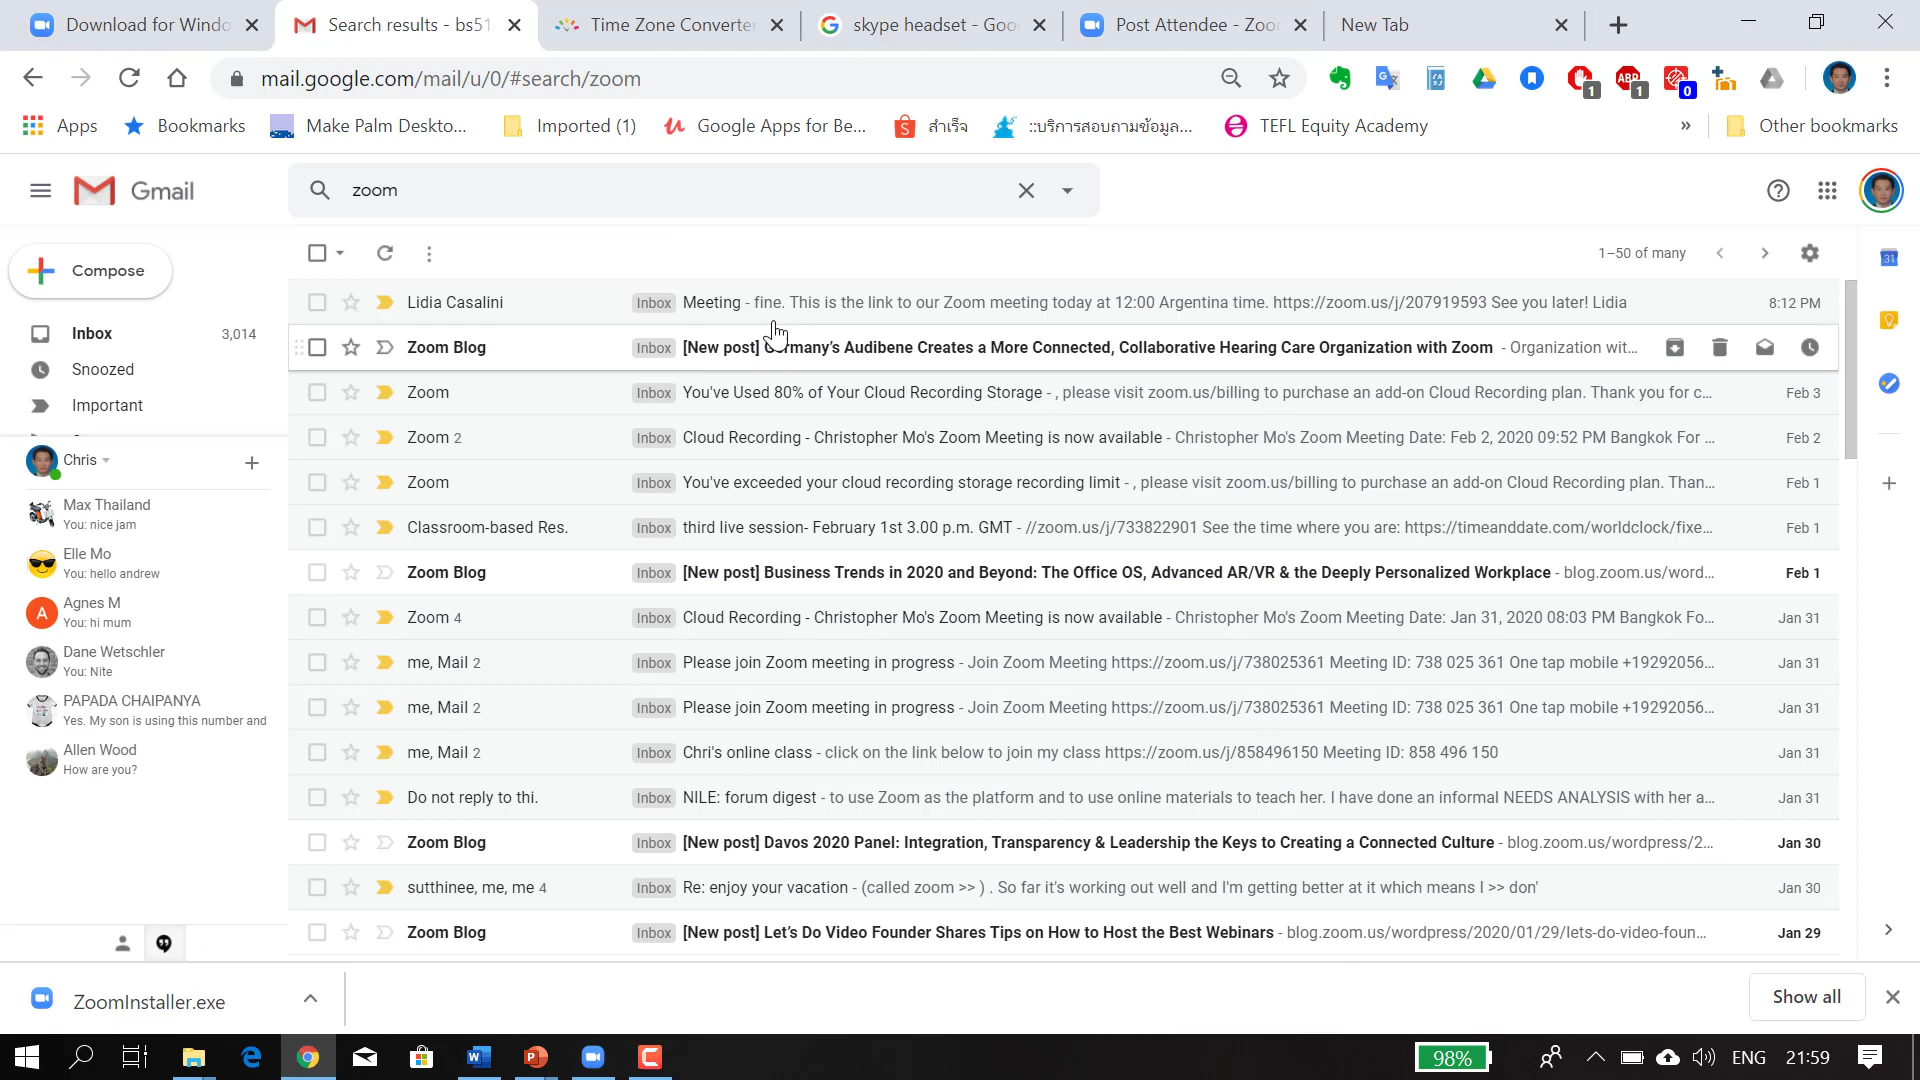 Download for Windo
Search results - bs51
Time Zone Converter
skype headset - Goo
Post Attendee - Zoo
New Tab
mail.google.com/mail/u/0/#search/zoom
1
ABP
1
0
Apps
Bookmarks
Make Palm Deskto...
Imported (1)
Google Apps for Be...
สำเร็จ
::บริการสอบถามข้อมูล...
TEFL Equity Academy
»
Other bookmarks
Gmail
zoom
Compose
1–50 of many
Inbox 3,014
Snoozed
Important
Chris
Max Thailand
You: nice jam
Elle Mo
You: hello andrew
A
Agnes M
You: hi mum
Dane Wetschler
You: Nite
PAPADA CHAIPANYA
Yes. My son is using this number and
Allen Wood
How are you?
31
Lidia Casalini Inbox Meeting - fine. This is the link to our Zoom meeting today at 12:00 Argentina time. https://zoom.us/j/207919593 See you later! Lidia 8:12 PM
Zoom Blog Inbox [New post] Germany's Audibene Creates a More Connected, Collaborative Hearing Care Organization with Zoom - Organization wit...
Zoom Inbox You've Used 80% of Your Cloud Recording Storage - , please visit zoom.us/billing to purchase an add-on Cloud Recording plan. Thank you for c... Feb 3
Zoom 2 Inbox Cloud Recording - Christopher Mo's Zoom Meeting is now available - Christopher Mo's Zoom Meeting Date: Feb 2, 2020 09:52 PM Bangkok For ... Feb 2
Zoom Inbox You've exceeded your cloud recording storage recording limit - , please visit zoom.us/billing to purchase an add-on Cloud Recording plan. Than... Feb 1
Classroom-based Res. Inbox third live session- February 1st 3.00 p.m. GMT - //zoom.us/j/733822901 See the time where you are: https://timeanddate.com/worldclock/fixe... Feb 1
Zoom Blog Inbox [New post] Business Trends in 2020 and Beyond: The Office OS, Advanced AR/VR & the Deeply Personalized Workplace - blog.zoom.us/word... Feb 1
Zoom 4 Inbox Cloud Recording - Christopher Mo's Zoom Meeting is now available - Christopher Mo's Zoom Meeting Date: Jan 31, 2020 08:03 PM Bangkok Fo... Jan 31
me, Mail 2 Inbox Please join Zoom meeting in progress - Join Zoom Meeting https://zoom.us/j/738025361 Meeting ID: 738 025 361 One tap mobile +19292056... Jan 31
me, Mail 2 Inbox Please join Zoom meeting in progress - Join Zoom Meeting https://zoom.us/j/738025361 Meeting ID: 738 025 361 One tap mobile +19292056... Jan 31
me, Mail 2 Inbox Chri's online class - click on the link below to join my class https://zoom.us/j/858496150 Meeting ID: 858 496 150 Jan 31
Do not reply to thi. Inbox NILE: forum digest - to use Zoom as the platform and to use online materials to teach her. I have done an informal NEEDS ANALYSIS with her a... Jan 31
Zoom Blog Inbox [New post] Davos 2020 Panel: Integration, Transparency & Leadership the Keys to Creating a Connected Culture - blog.zoom.us/wordpress/2... Jan 30
sutthinee, me, me 4 Inbox Re: enjoy your vacation - (called zoom >> ) . So far it's working out well and I'm getting better at it which means I >> don' Jan 30
Zoom Blog Inbox [New post] Let's Do Video Founder Shares Tips on How to Host the Best Webinars - blog.zoom.us/wordpress/2020/01/29/lets-do-video-foun... Jan 29
ZoomInstaller.exe
Show all
98%
ENG
21:59